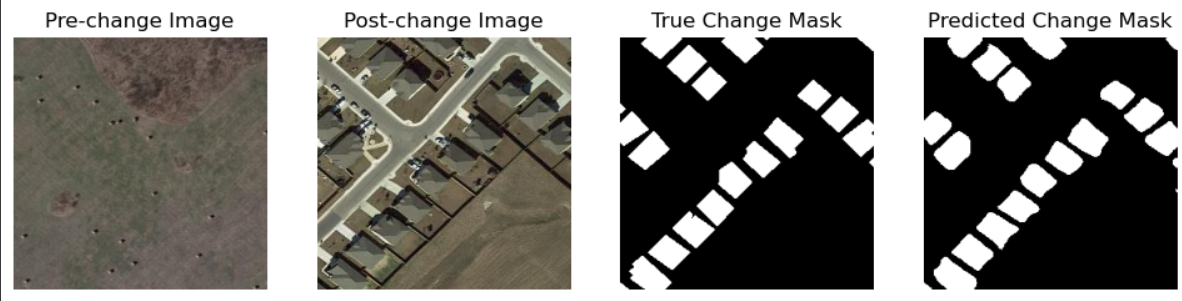 Pre-change Image
Post-change Image
True Change Mask
Predicted Change Mask